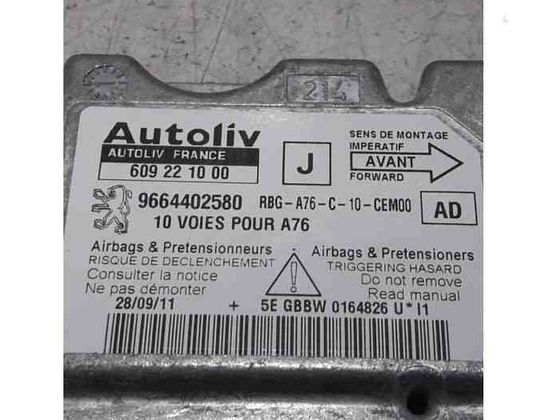 214
Autoliv
AUTOLIV FRANCE
609 22 10 00
J
SENS DE MONTAGE
IMPERATIF
AVANT
FORWARD
9664402580 RBG-A76-C-10-CEM00 AD
10 VOIES POUR A76
Airbags & Pretensionneurs
RISQUE DE DECLENCHEMENT
Consulter la notice
Ne pas démonter
Airbags & Pretensioners
TRIGGERING HASARD
Do not remove
Read manual
28/09/11 + 5E GBBW 0164826 U*I1